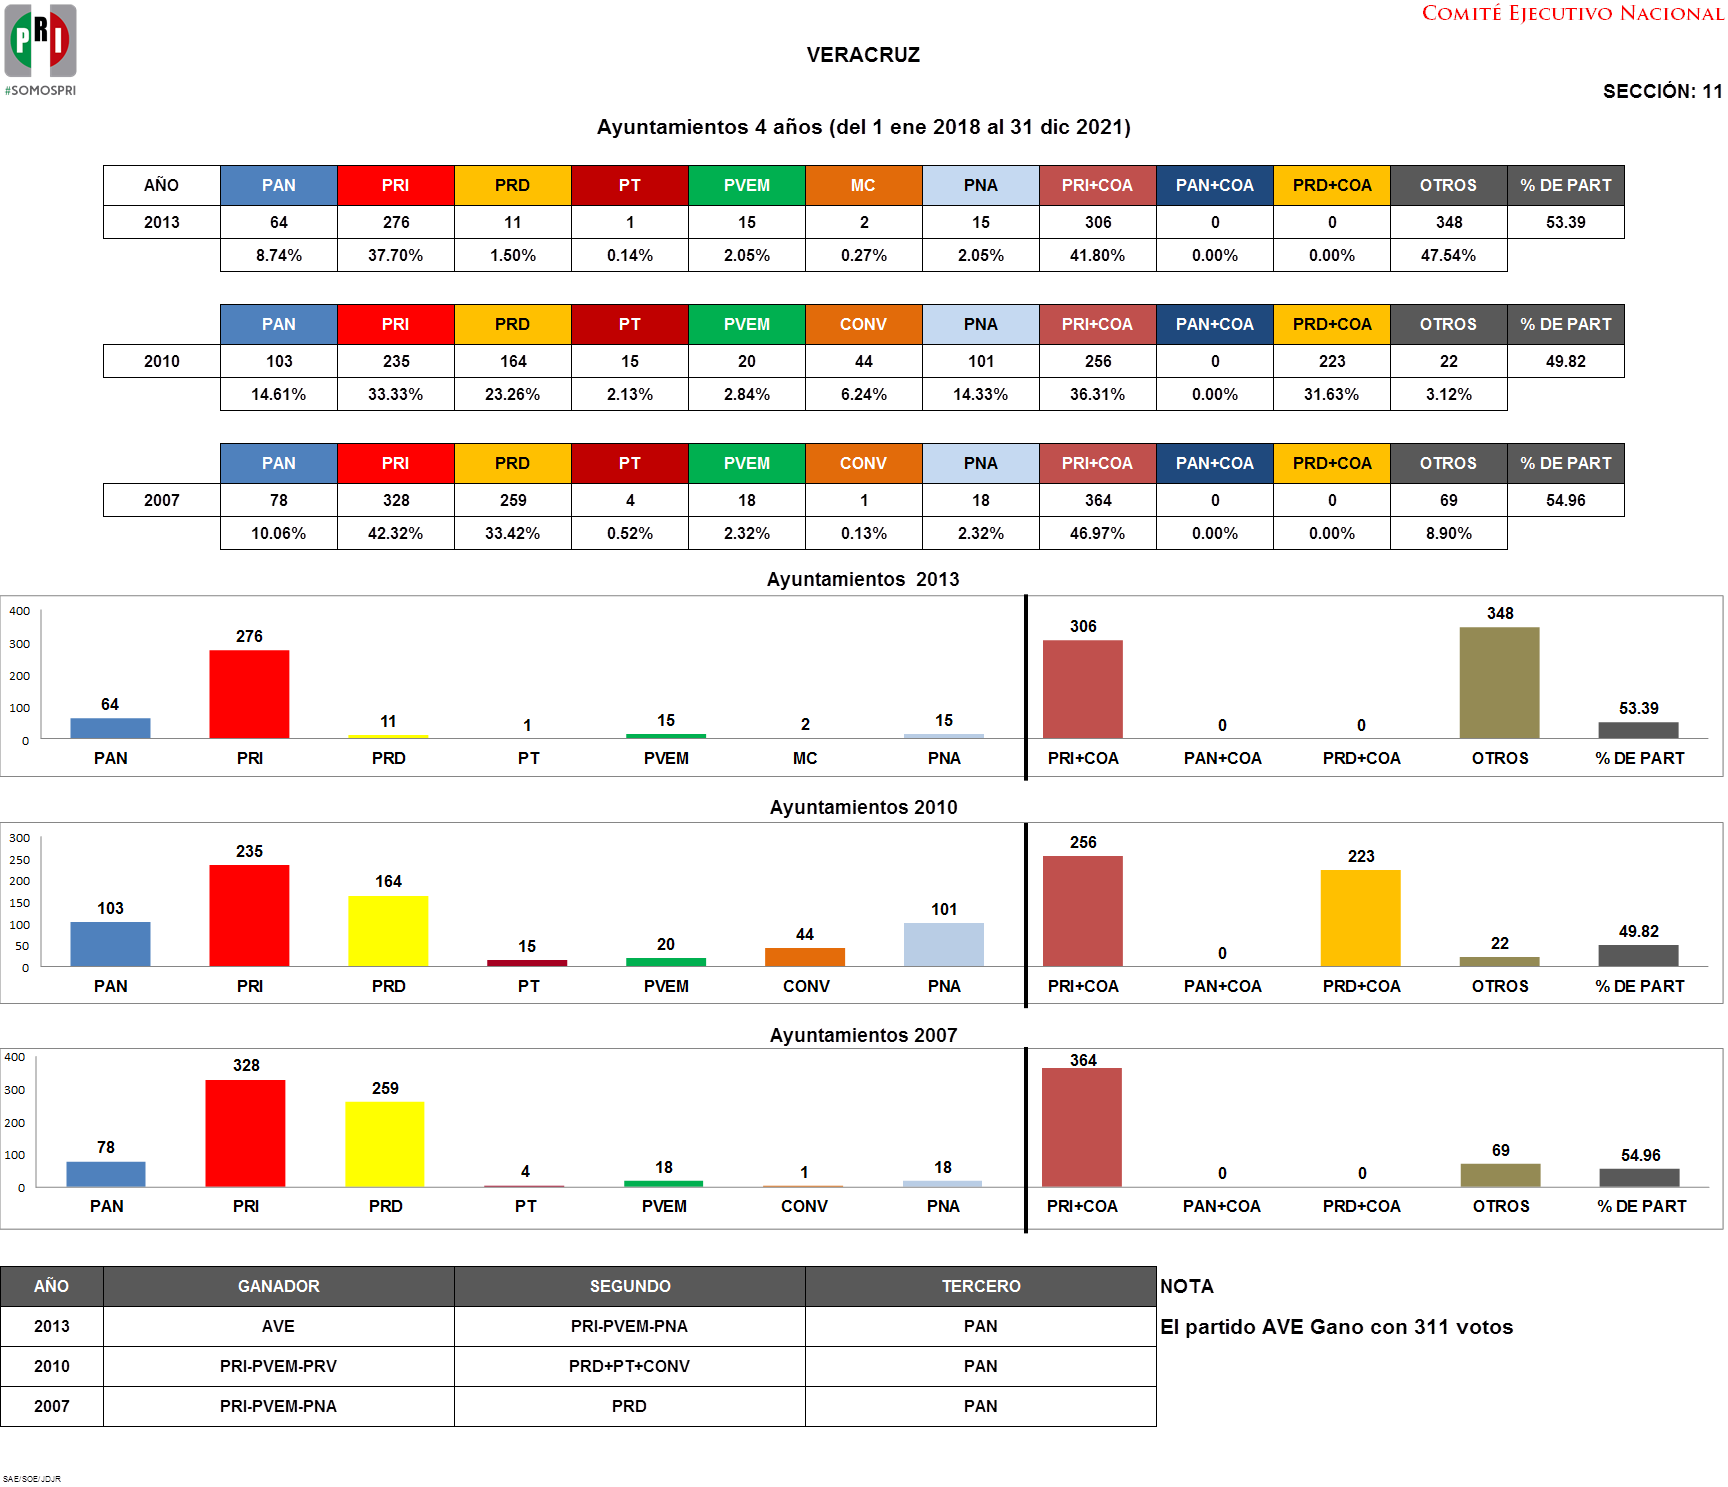 PRI
#SOMOSPRI
COMITÉ EJECUTIVO NACIONAL
VERACRUZ
SECCIÓN: 11
Ayuntamientos 4 años (del 1 ene 2018 al 31 dic 2021)
AÑO PAN PRI PRD PT PVEM MC PNA PRI+COA PAN+COA PRD+COA OTROS % DE PART
2013 64 276 11 1 15 2 15 306 0 0 348 53.39
8.74% 37.70% 1.50% 0.14% 2.05% 0.27% 2.05% 41.80% 0.00% 0.00% 47.54%
PAN PRI PRD PT PVEM CONV PNA PRI+COA PAN+COA PRD+COA OTROS % DE PART
2010 103 235 164 15 20 44 101 256 0 223 22 49.82
14.61% 33.33% 23.26% 2.13% 2.84% 6.24% 14.33% 36.31% 0.00% 31.63% 3.12%
PAN PRI PRD PT PVEM CONV PNA PRI+COA PAN+COA PRD+COA OTROS % DE PART
2007 78 328 259 4 18 1 18 364 0 0 69 54.96
10.06% 42.32% 33.42% 0.52% 2.32% 0.13% 2.32% 46.97% 0.00% 0.00% 8.90%
Ayuntamientos 2013
400
300
200
100
0
64 276 11 1 15 2 15 306 0 0 348 53.39
PAN PRI PRD PT PVEM MC PNA PRI+COA PAN+COA PRD+COA OTROS % DE PART
Ayuntamientos 2010
300
250
200
150
100
50
0
103 235 164 15 20 44 101 256 0 223 22 49.82
PAN PRI PRD PT PVEM CONV PNA PRI+COA PAN+COA PRD+COA OTROS % DE PART
Ayuntamientos 2007
400
300
200
100
0
78 328 259 4 18 1 18 364 0 0 69 54.96
PAN PRI PRD PT PVEM CONV PNA PRI+COA PAN+COA PRD+COA OTROS % DE PART
AÑO GANADOR SEGUNDO TERCERO NOTA
2013 AVE PRI-PVEM-PNA PAN El partido AVE Gano con 311 votos
2010 PRI-PVEM-PRV PRD+PT+CONV PAN
2007 PRI-PVEM-PNA PRD PAN
SAE/SOE/JDJR